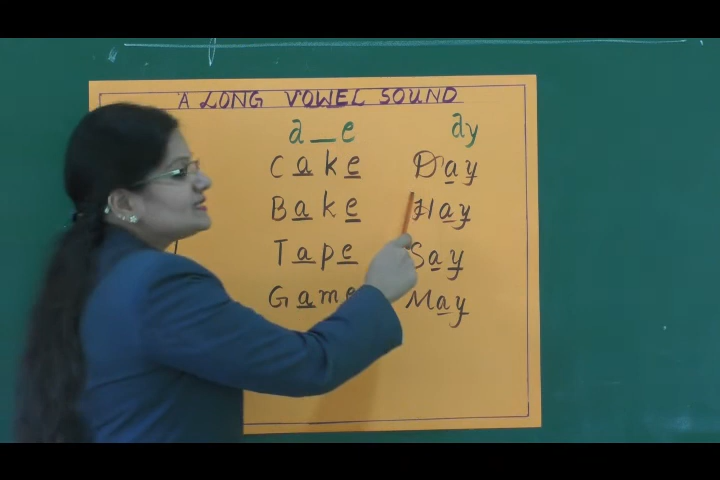 A LONG VOWEL SOUND
a_e ay
Cake Day
Bake Hay
Tape Say
Game May